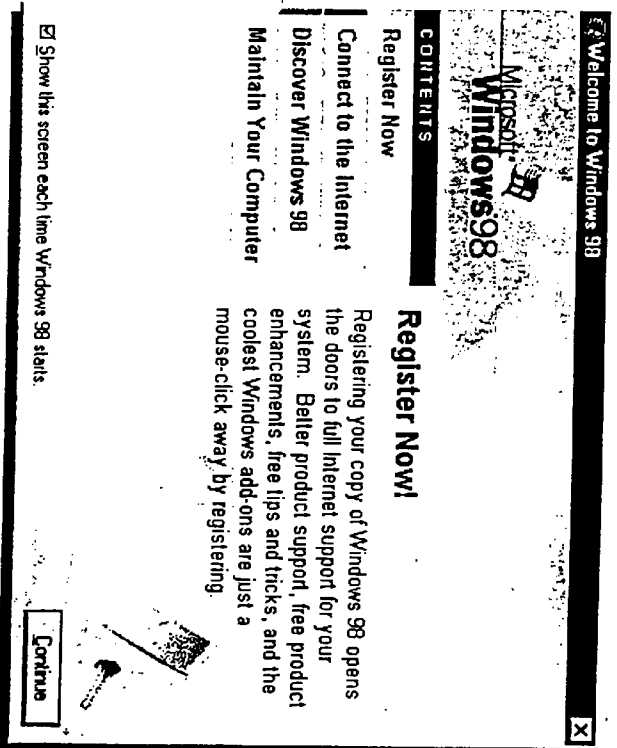 Welcome to Windows 98
Microsoft
Windows98
CONTENTS
Register Now
Connect to the Internet
Discover Windows 98
Maintain Your Computer
Register Now!
Registering your copy of Windows 98 opens
the doors to full Internet support for your
system. Better product support, free product
enhancements, free tips and tricks, and the
coolest Windows add-ons are just a
mouse-click away by registering.
Show this screen each time Windows 98 starts.
Continue